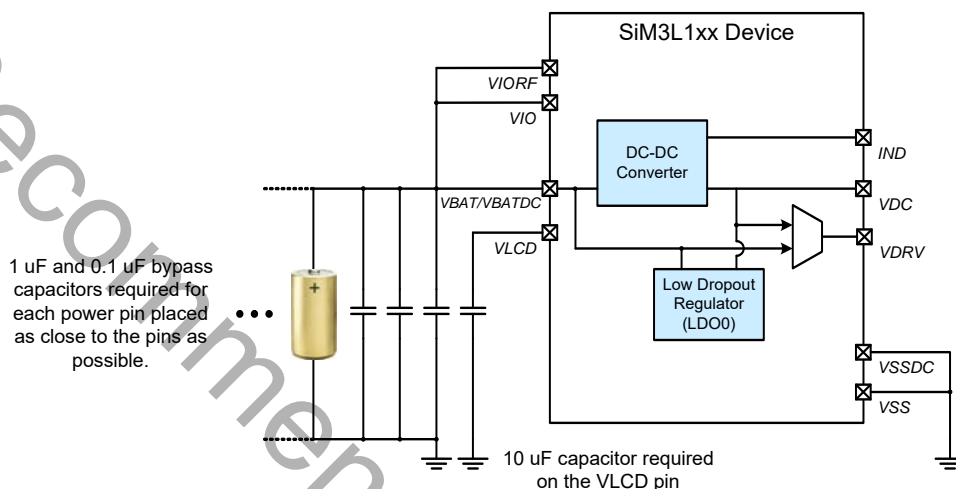 SiM3L1xx Device
VIORF
VIO
VBAT/VBATDC
VLCD
DC-DC
Converter
IND
VDC
VDRV
Low Dropout
Regulator
(LDO0)
VSSDC
VSS
1 uF and 0.1 uF bypass
capacitors required for
each power pin placed
as close to the pins as
possible.
+
10 uF capacitor required
on the VLCD pin